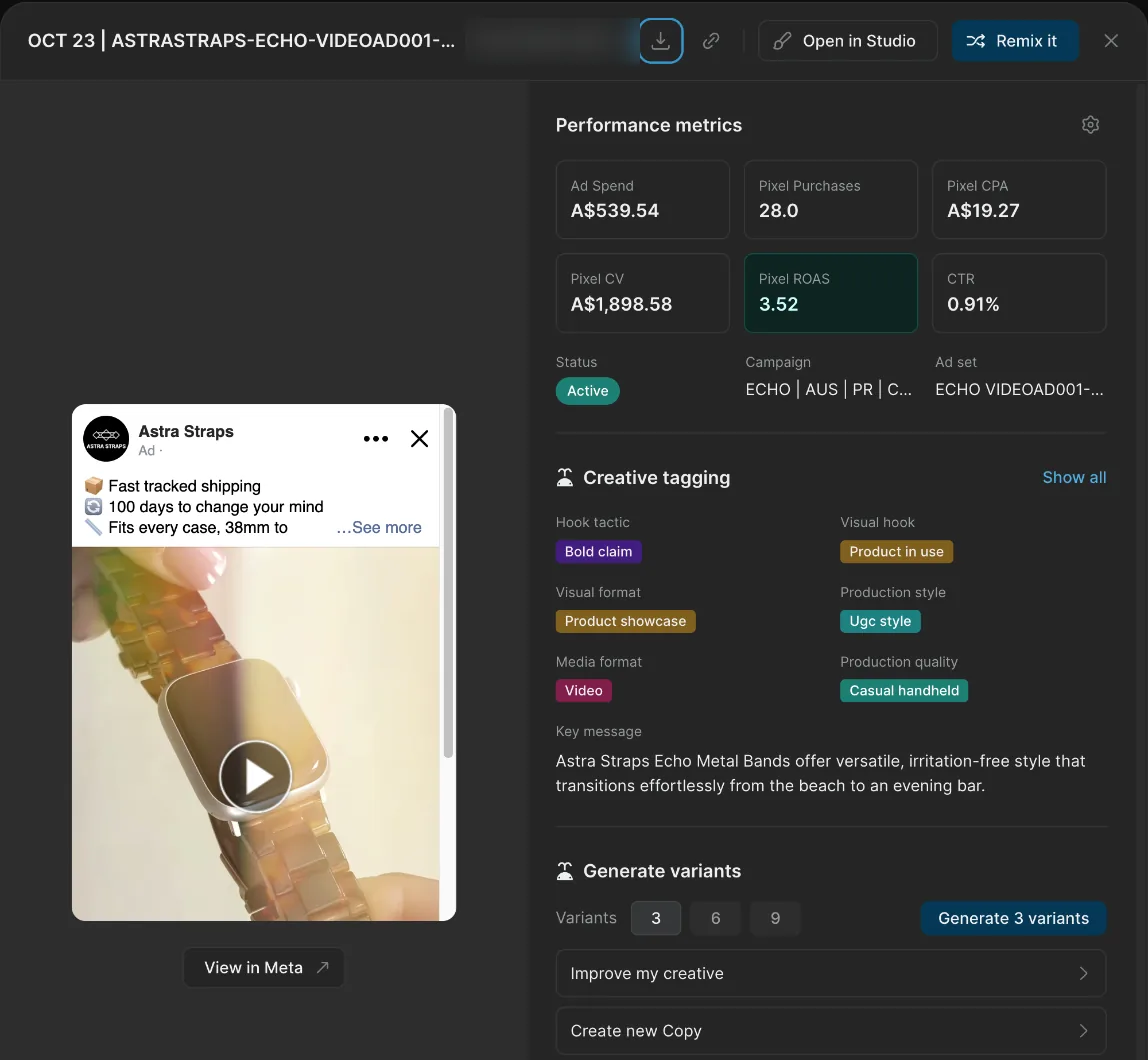 OCT 23 | ASTRASTRAPS-ECHO-VIDEOAD001-...
Open in Studio
Remix it
Performance metrics
Ad Spend
A$539.54
Pixel Purchases
28.0
Pixel CPA
A$19.27
Pixel CV
A$1,898.58
Pixel ROAS
3.52
CTR
0.91%
Status
Active
Campaign
ECHO | AUS | PR | C...
Ad set
ECHO VIDEOAD001-...
ASTRA STRAPS
Astra Straps
Ad ·
📦 Fast tracked shipping
🔄 100 days to change your mind
📏 Fits every case, 38mm to ...See more
View in Meta
Creative tagging
Show all
Hook tactic
Bold claim
Visual hook
Product in use
Visual format
Product showcase
Production style
Ugc style
Media format
Video
Production quality
Casual handheld
Key message
Astra Straps Echo Metal Bands offer versatile, irritation-free style that
transitions effortlessly from the beach to an evening bar.
Generate variants
Variants
3
6
9
Generate 3 variants
Improve my creative
Create new Copy